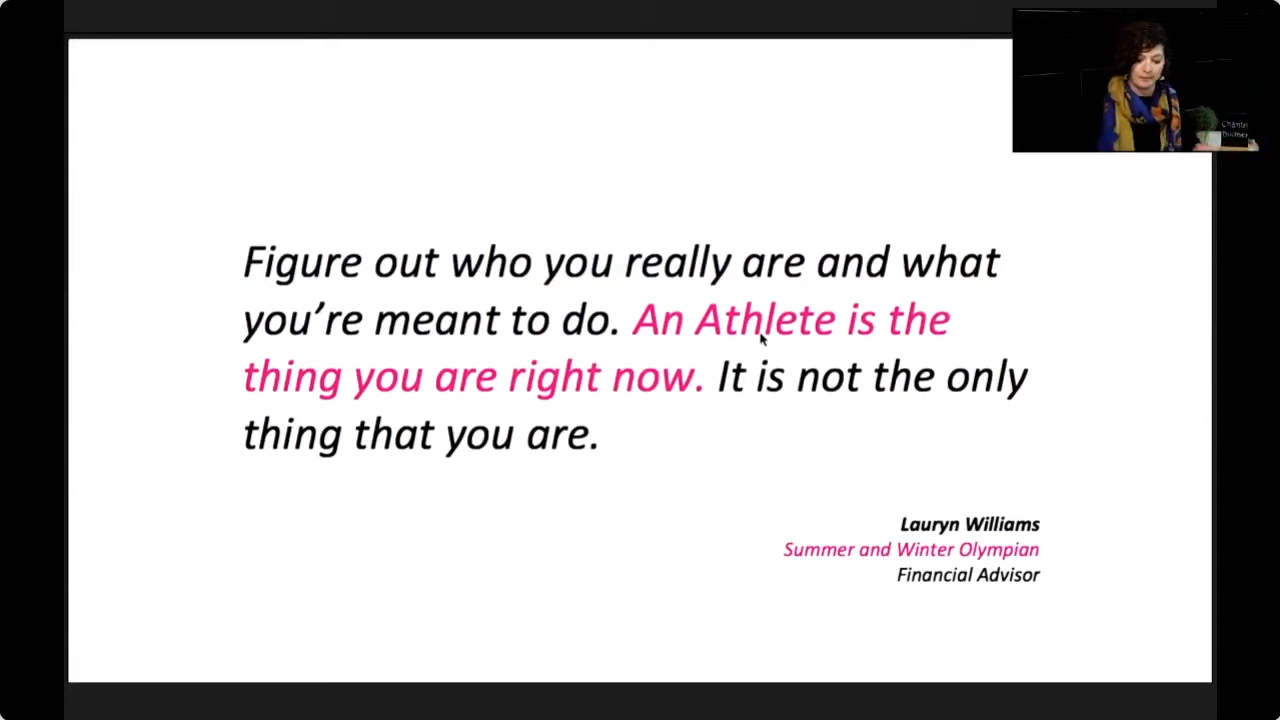 Figure out who you really are and what
you’re meant to do. An Athlete is the
thing you are right now. It is not the only
thing that you are.
Lauryn Williams
Summer and Winter Olympian
Financial Advisor